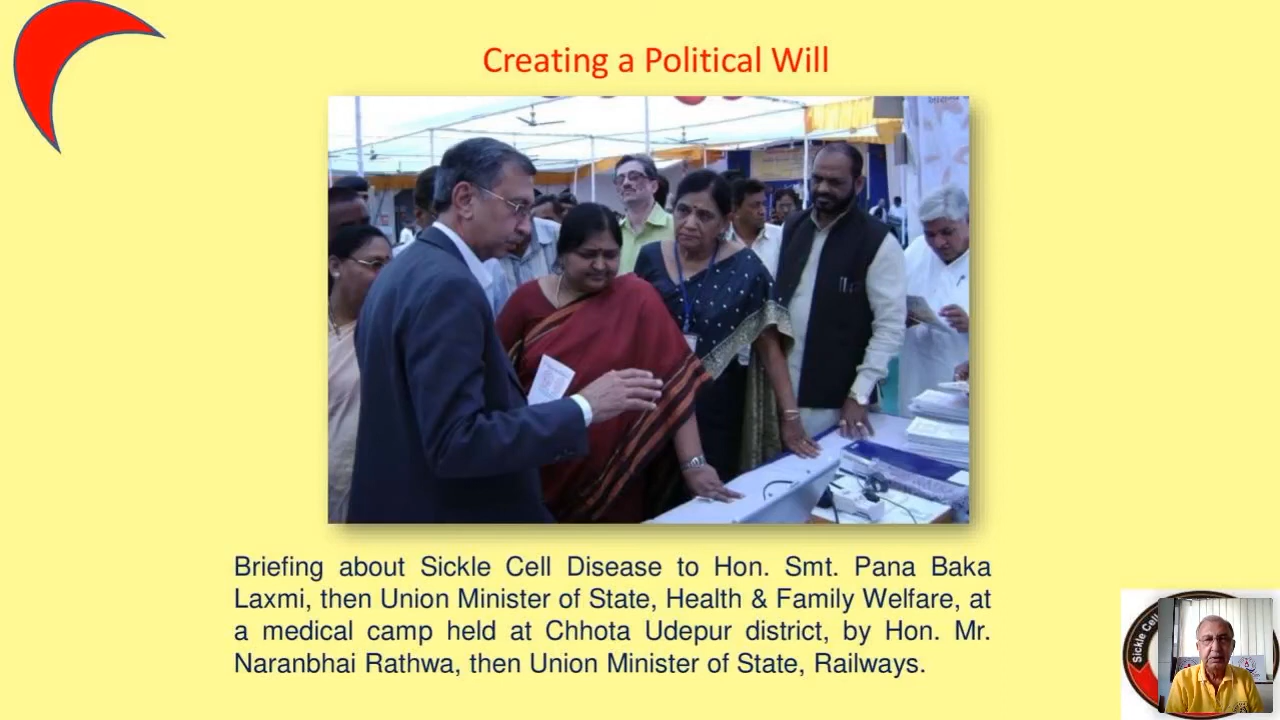 Creating a Political Will
Briefing about Sickle Cell Disease to Hon. Smt. Pana Baka
Laxmi, then Union Minister of State, Health & Family Welfare, at
a medical camp held at Chhota Udepur district, by Hon. Mr.
Naranbhai Rathwa, then Union Minister of State, Railways.
Sickle Cell